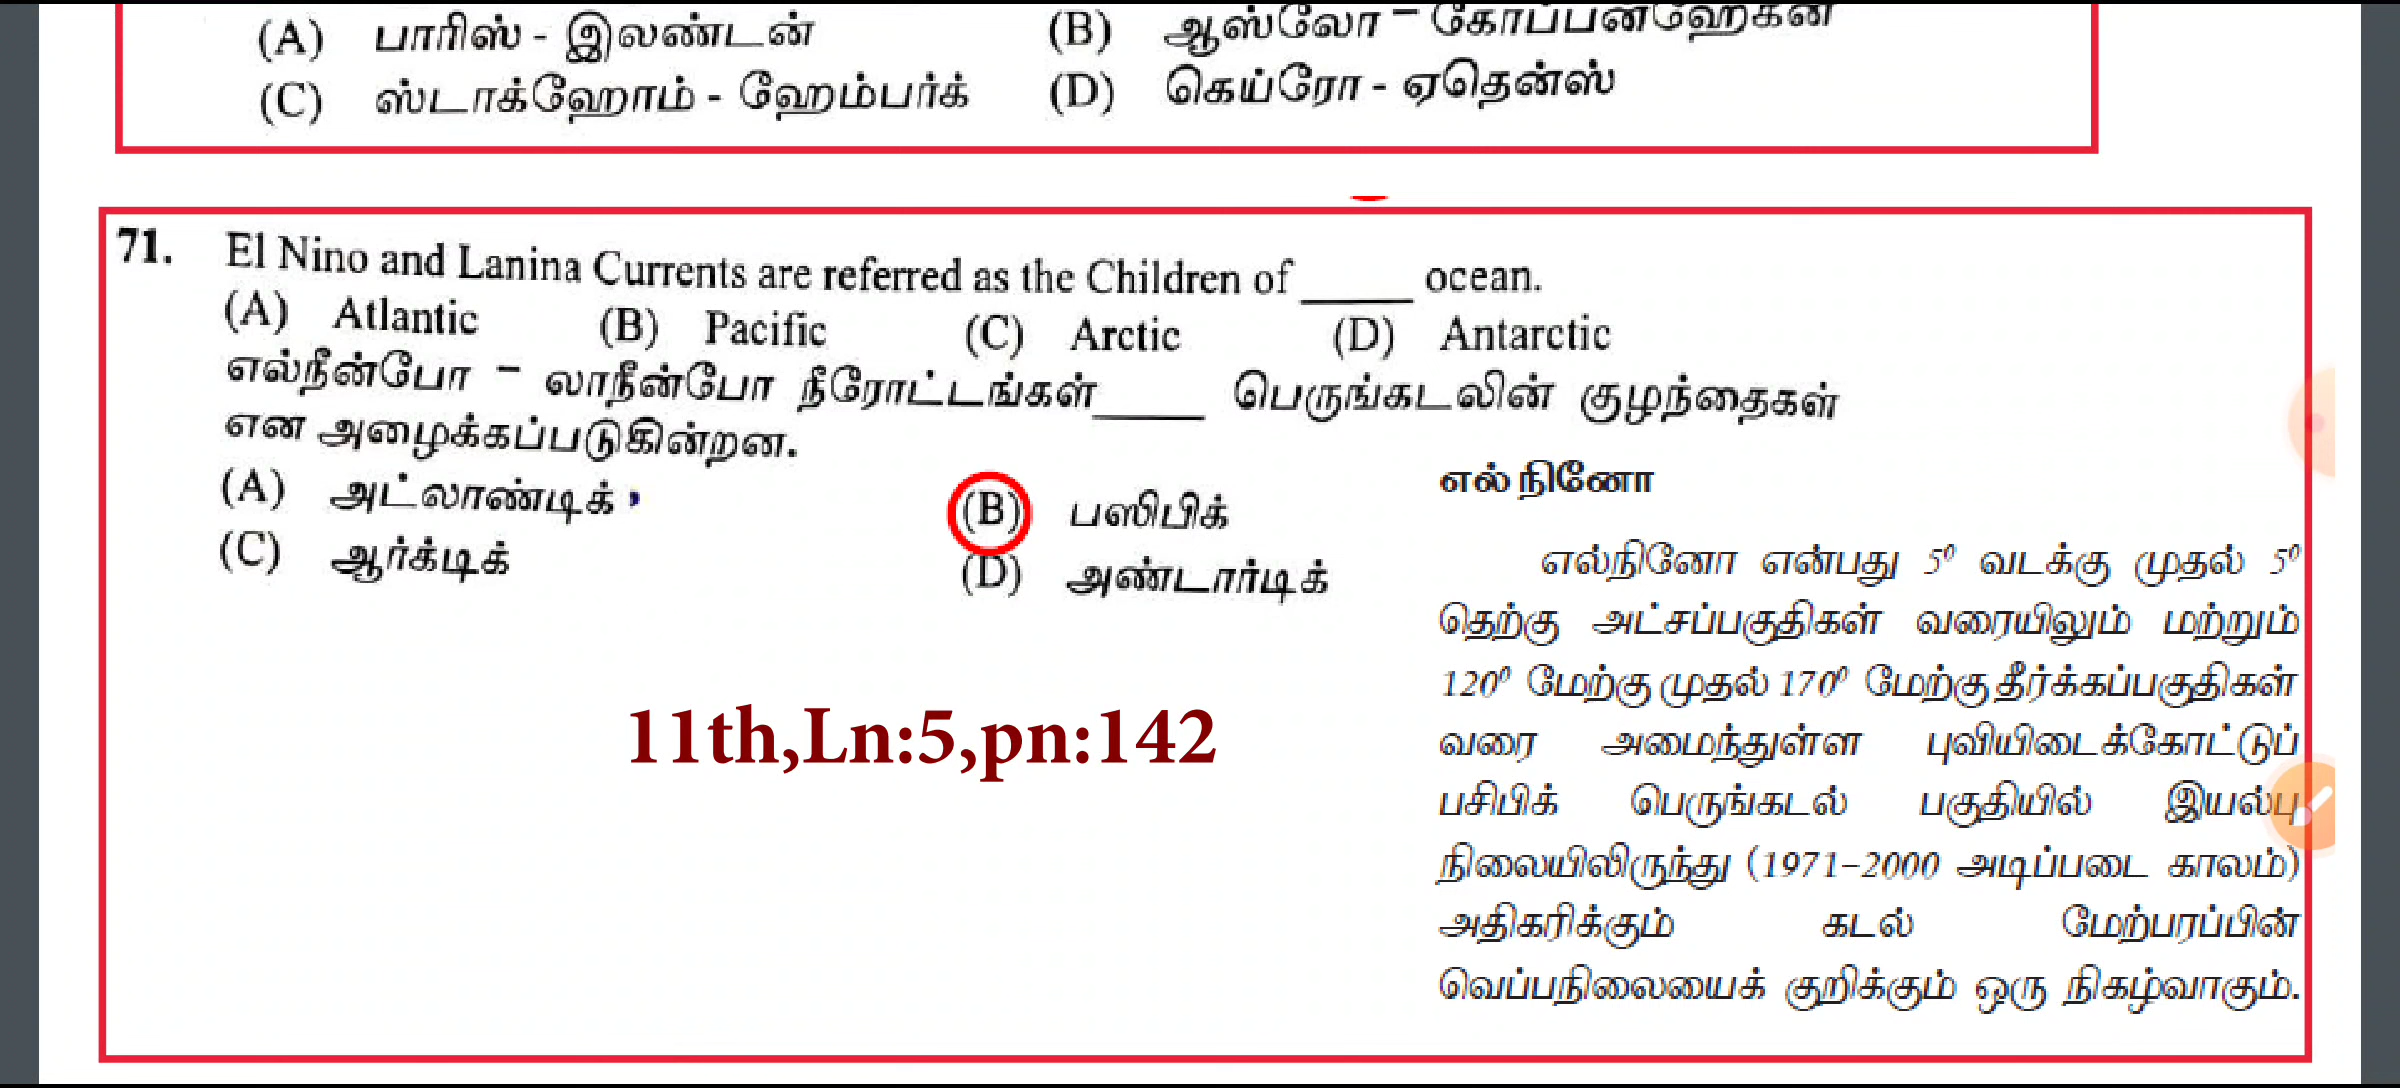 (A) பாரிஸ் - இலண்டன் (B) ஆஸ்லோ – கோப்பன்ஹேகன்
(C) ஸ்டாக்ஹோம் - ஹேம்பர்க் (D) கெய்ரோ - ஏதென்ஸ்
71. El Nino and Lanina Currents are referred as the Children of _____ ocean.
(A) Atlantic (B) Pacific (C) Arctic (D) Antarctic
எல்நீன்போ – லாநீன்போ நீரோட்டங்கள்_____ பெருங்கடலின் குழந்தைகள்
என அழைக்கப்படுகின்றன.
(A) அட்லாண்டிக் (B) பஸிபிக்
(C) ஆர்க்டிக் (D) அண்டார்டிக்
11th,Ln:5,pn:142
எல் நினோ
எல்நினோ என்பது 5⁰ வடக்கு முதல் 5⁰
தெற்கு அட்சப்பகுதிகள் வரையிலும் மற்றும்
120⁰ மேற்கு முதல் 170⁰ மேற்கு தீர்க்கப்பகுதிகள்
வரை அமைந்துள்ள புவியிடைக்கோட்டுப்
பசிபிக் பெருங்கடல் பகுதியில் இயல்பு
நிலையிலிருந்து (1971–2000 அடிப்படை காலம்)
அதிகரிக்கும் கடல் மேற்பரப்பின்
வெப்பநிலையைக் குறிக்கும் ஒரு நிகழ்வாகும்.